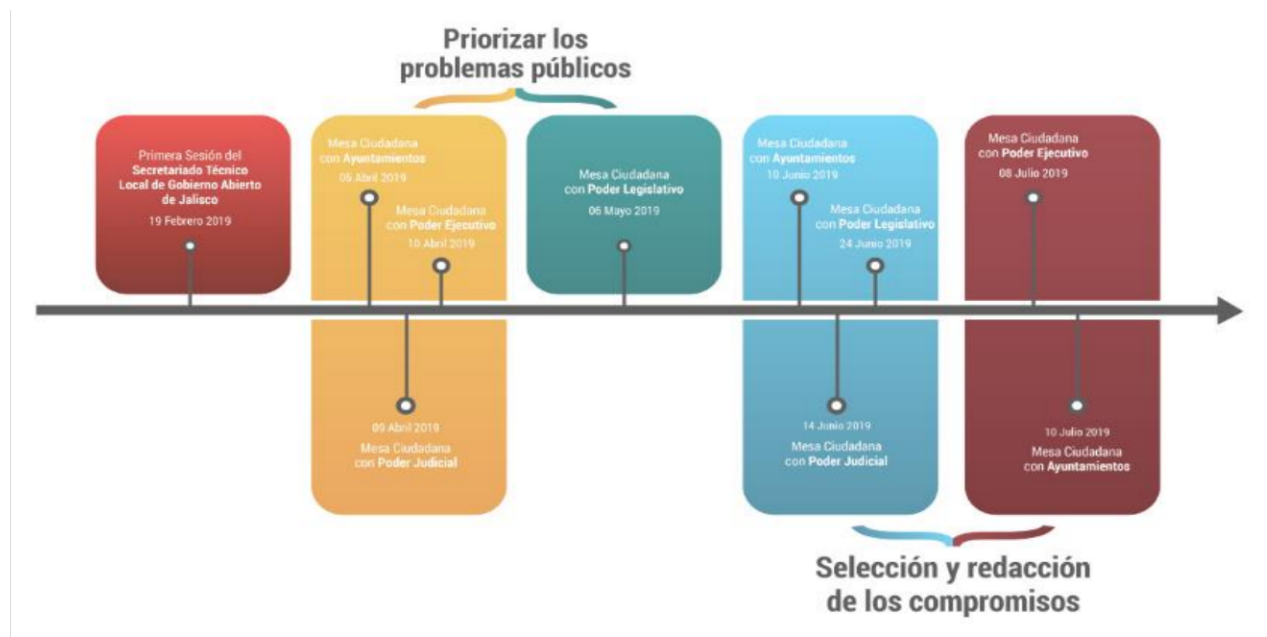 Priorizar los
problemas públicos
Primera Sesión del
Secretariado Técnico
Local de Gobierno Abierto
de Jalisco
19 Febrero 2019
Mesa Ciudadana
con Ayuntamientos
05 Abril 2019
Mesa Ciudadana
con Poder Ejecutivo
10 Abril 2019
09 Abril 2019
Mesa Ciudadana
con Poder Judicial
Mesa Ciudadana
con Poder Legislativo
06 Mayo 2019
Mesa Ciudadana
con Ayuntamientos
10 Junio 2019
Mesa Ciudadana
con Poder Legislativo
24 Junio 2019
14 Junio 2019
Mesa Ciudadana
con Poder Judicial
Mesa Ciudadana
con Poder Ejecutivo
08 Julio 2019
10 Julio 2019
Mesa Ciudadana
con Ayuntamientos
Selección y redacción
de los compromisos